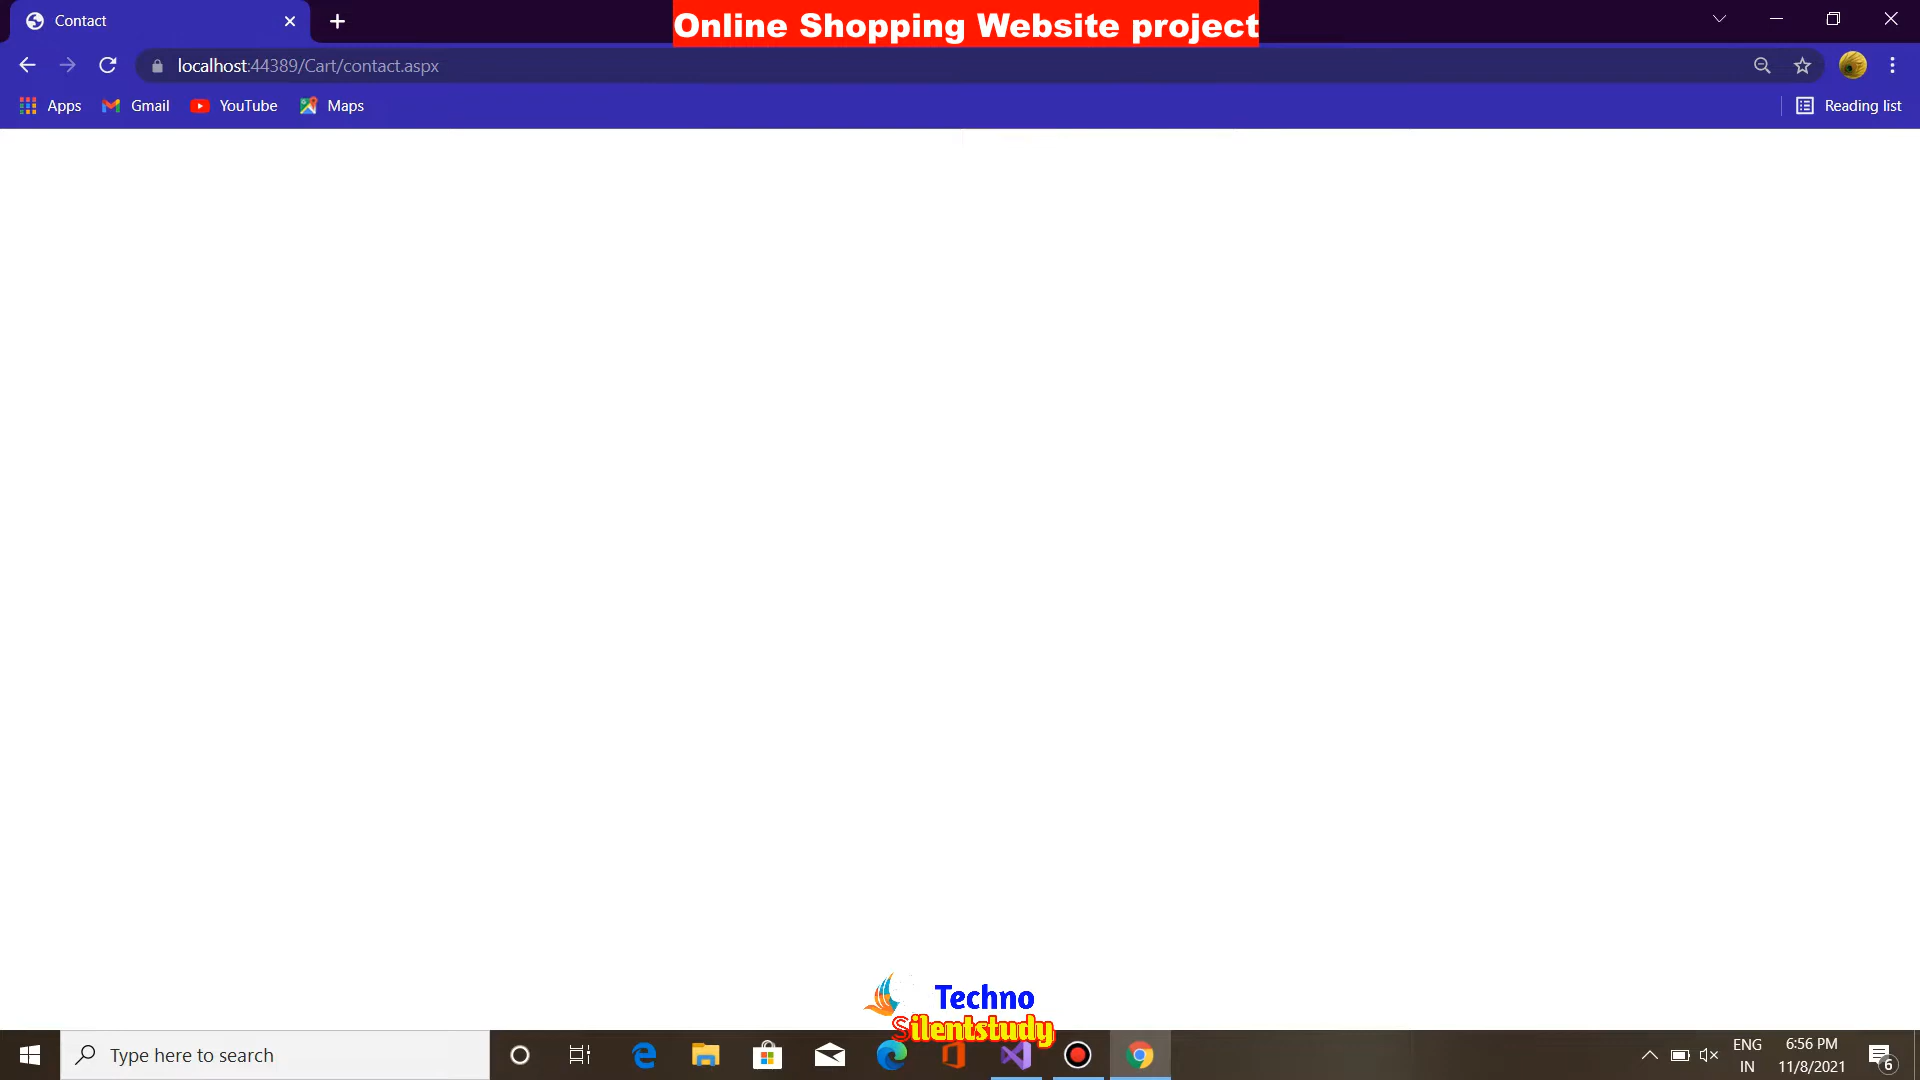 Contact
Online Shopping Website project
localhost:44389/Cart/contact.aspx
Apps
Gmail
YouTube
Maps
Reading list
Techno
Silentstudy
Type here to search
ENG
IN
6:56 PM
11/8/2021
6